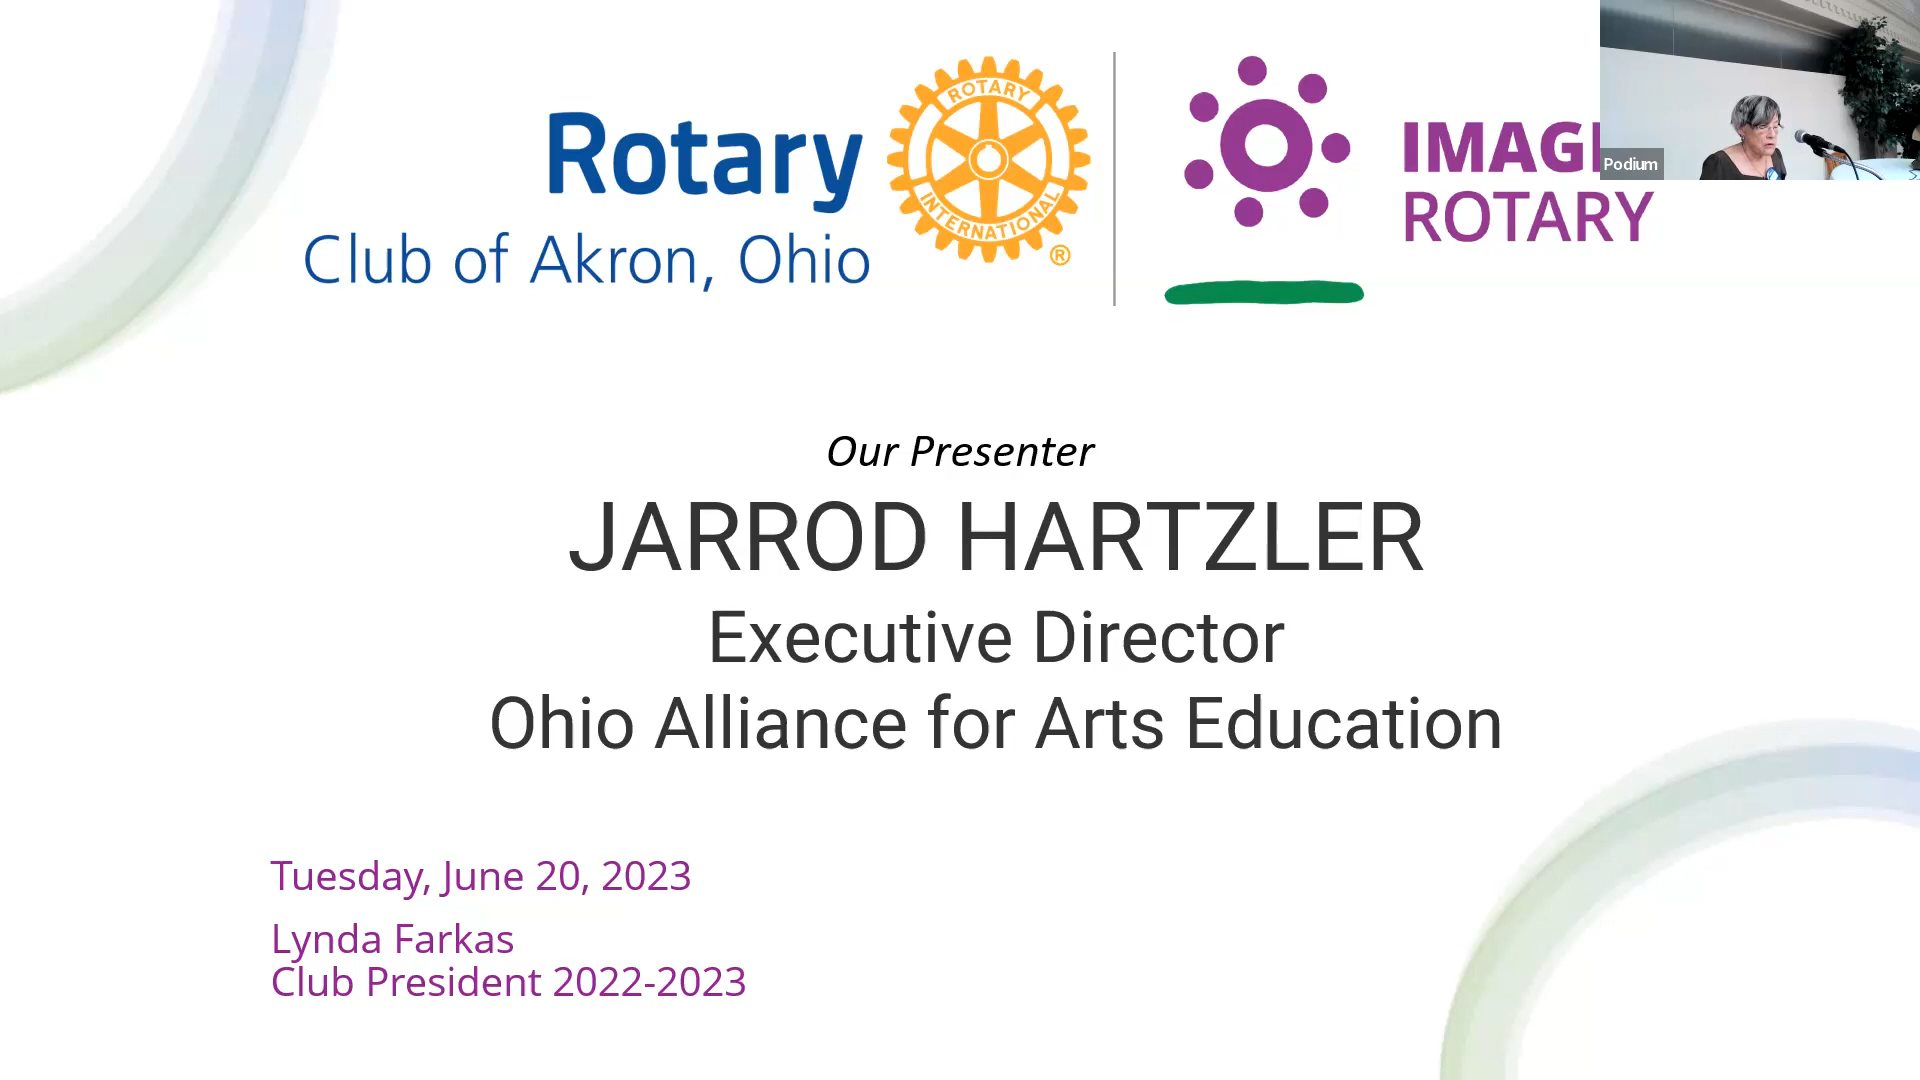 Rotary
Club of Akron, Ohio
ROTARY
INTERNATIONAL
®
IMAGI
ROTARY
Podium
Our Presenter
JARROD HARTZLER
Executive Director
Ohio Alliance for Arts Education
Tuesday, June 20, 2023
Lynda Farkas
Club President 2022-2023